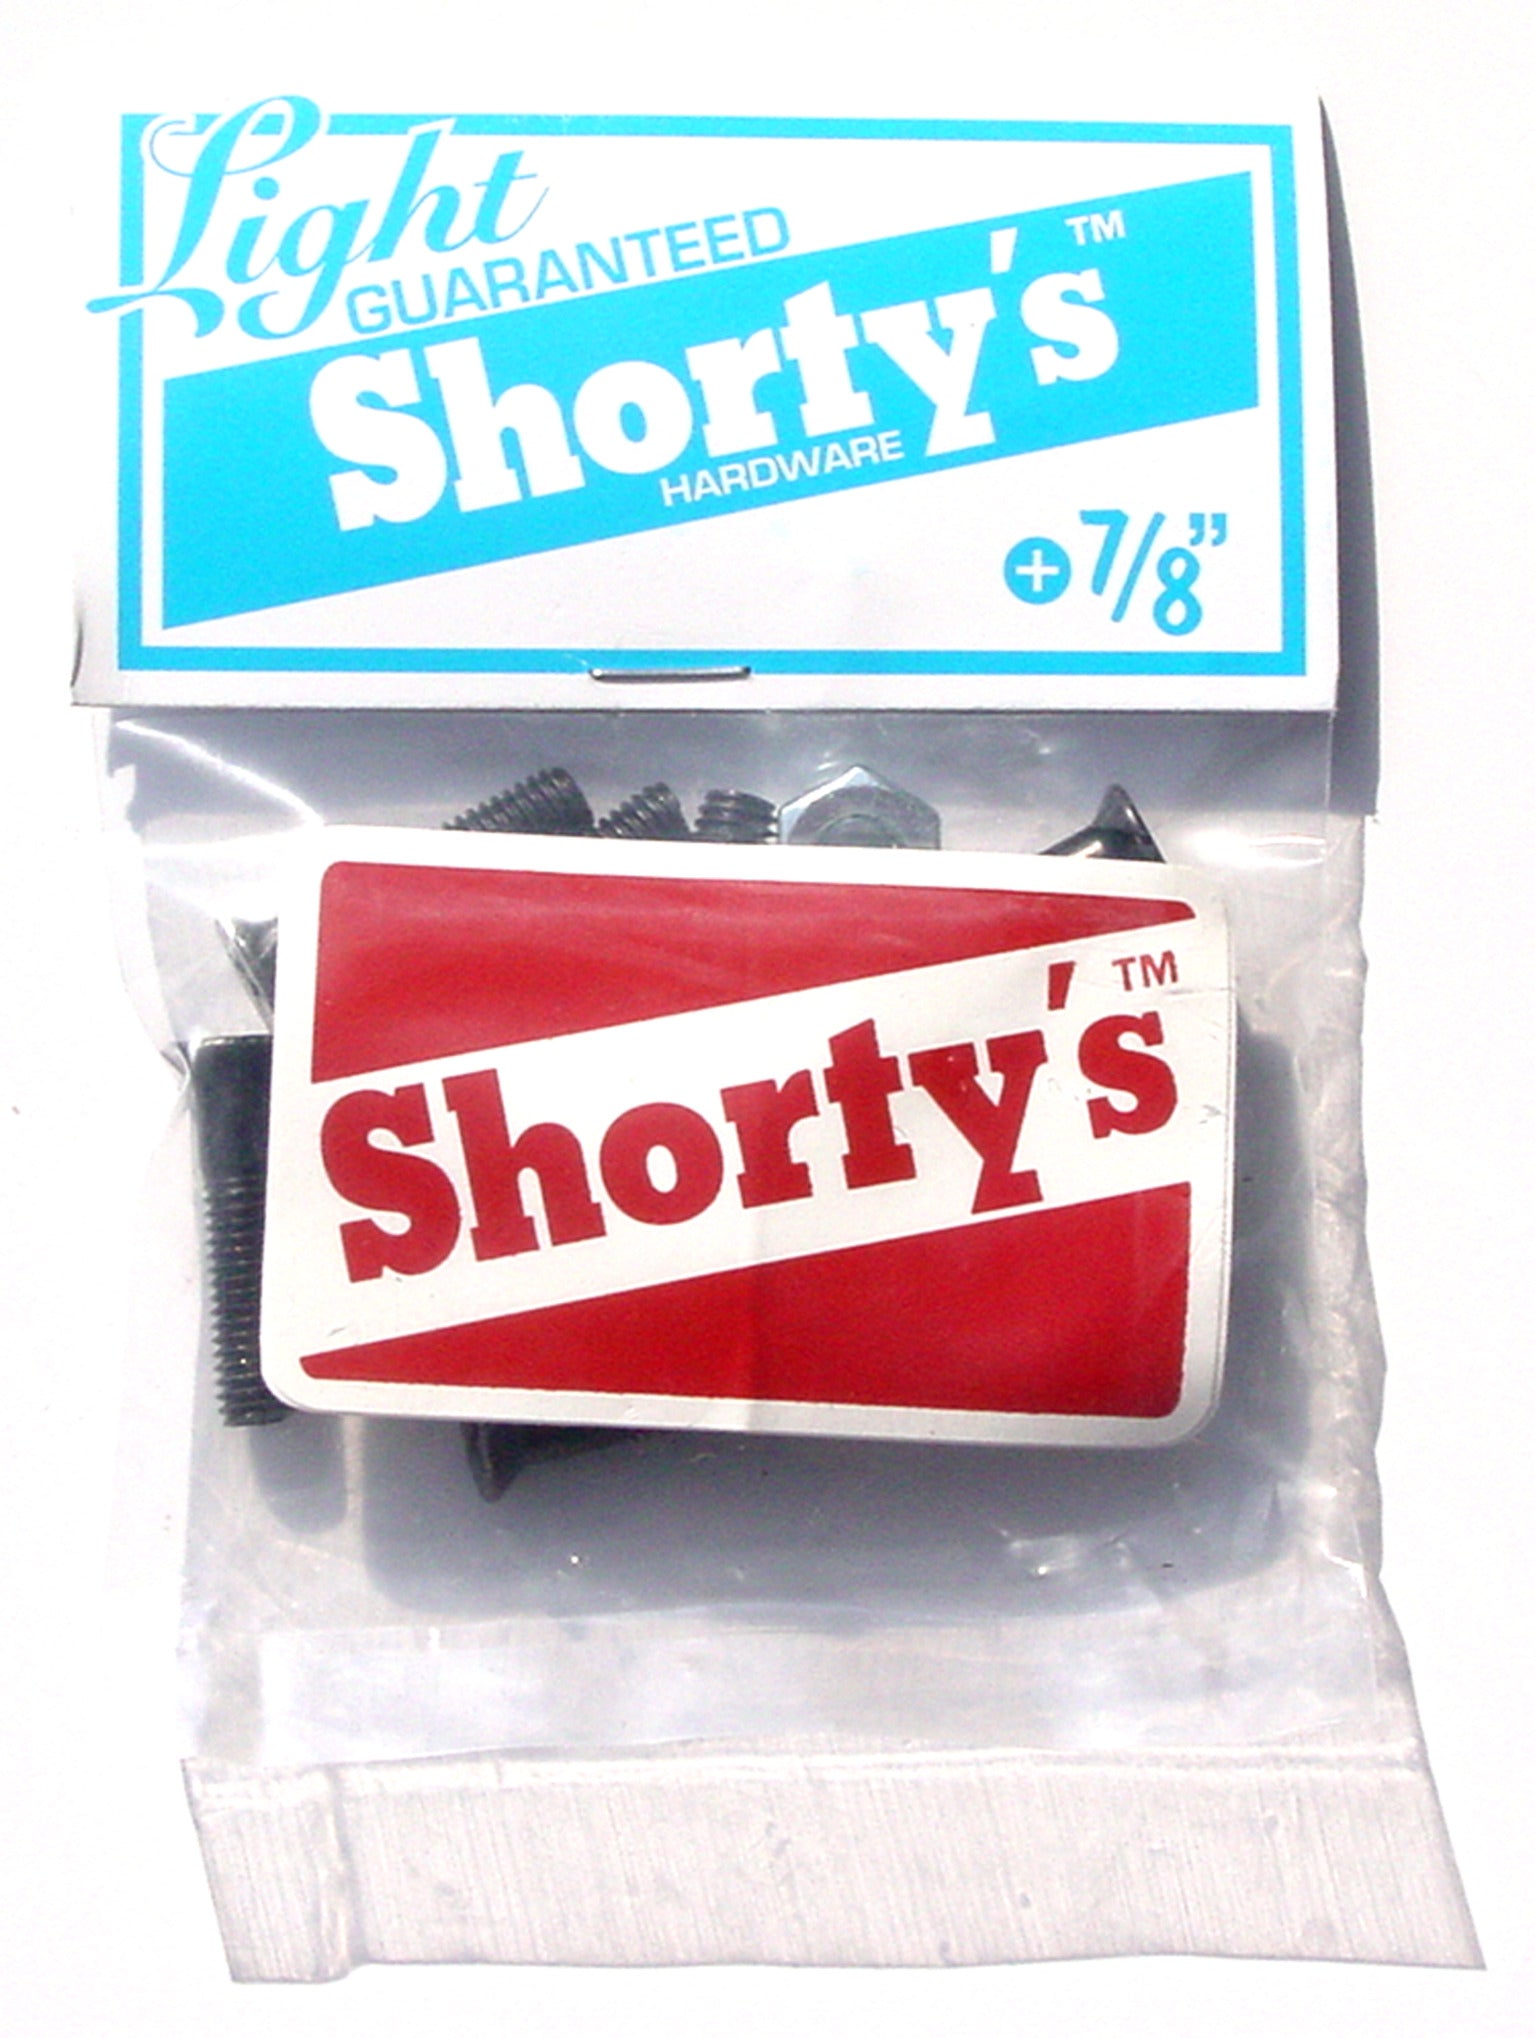 Light
GUARANTEED
Shorty's™
HARDWARE
+ 7/8”
Shorty's™